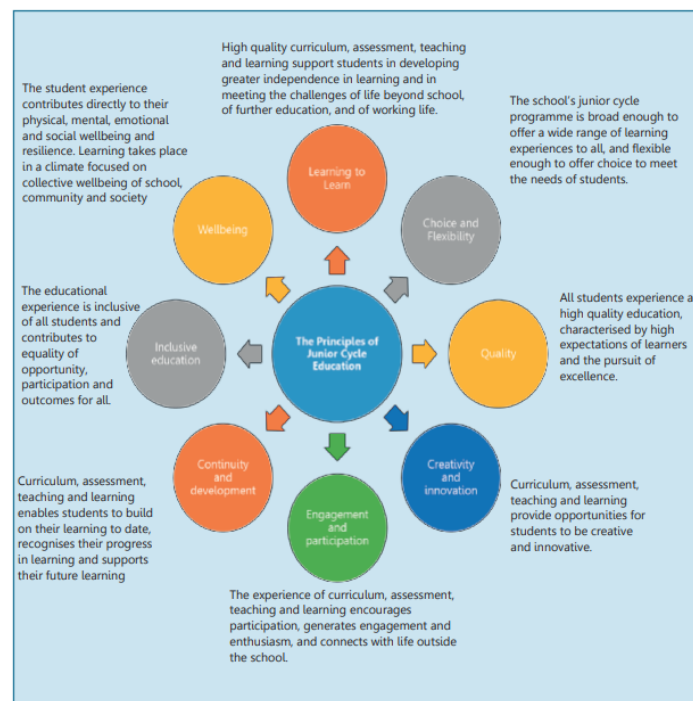 High quality curriculum, assessment, teaching
and learning support students in developing
greater independence in learning and in
meeting the challenges of life beyond school,
of further education, and of working life.
The student experience
contributes directly to their
physical, mental, emotional
and social wellbeing and
resilience. Learning takes place
in a climate focused on
collective wellbeing of school,
community and society
The school's junior cycle
programme is broad enough to
offer a wide range of learning
experiences to all, and flexible
enough to offer choice to meet
the needs of students.
Learning to
Learn
Wellbeing
Choice and
Flexibility
The educational
experience is inclusive
of all students and
contributes to
equality of
opportunity,
participation and
outcomes for all.
Inclusive
education
The Principles of
Junior Cycle
Education
Quality
All students experience a
high quality education,
characterised by high
expectations of learners
and the pursuit of
excellence.
Continuity
and
development
Creativity
and
innovation
Engagement
and
participation
Curriculum, assessment,
teaching and learning
enables students to build
on their learning to date,
recognises their progress
in learning and supports
their future learning
Curriculum, assessment,
teaching and learning
provide opportunities for
students to be creative
and innovative.
The experience of curriculum, assessment,
teaching and learning encourages
participation, generates engagement and
enthusiasm, and connects with life outside
the school.